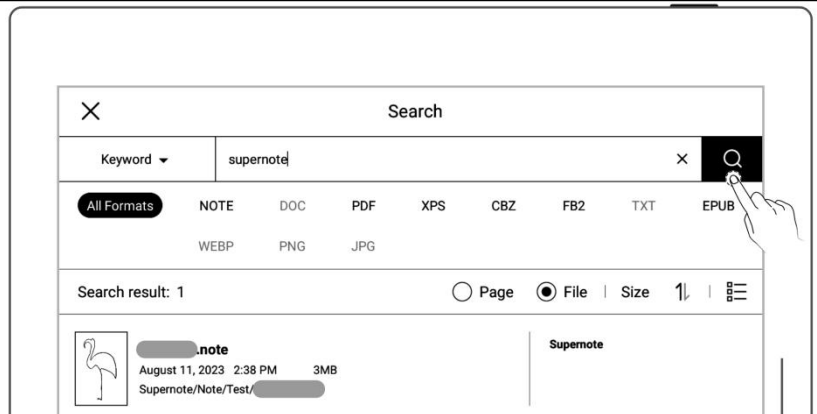 Search
Keyword supernote
All Formats NOTE DOC PDF XPS CBZ FB2 TXT EPUB
WEBP PNG JPG
Search result: 1 Page File Size
.note Supernote
August 11, 2023 2:38 PM 3MB
Supernote/Note/Test/